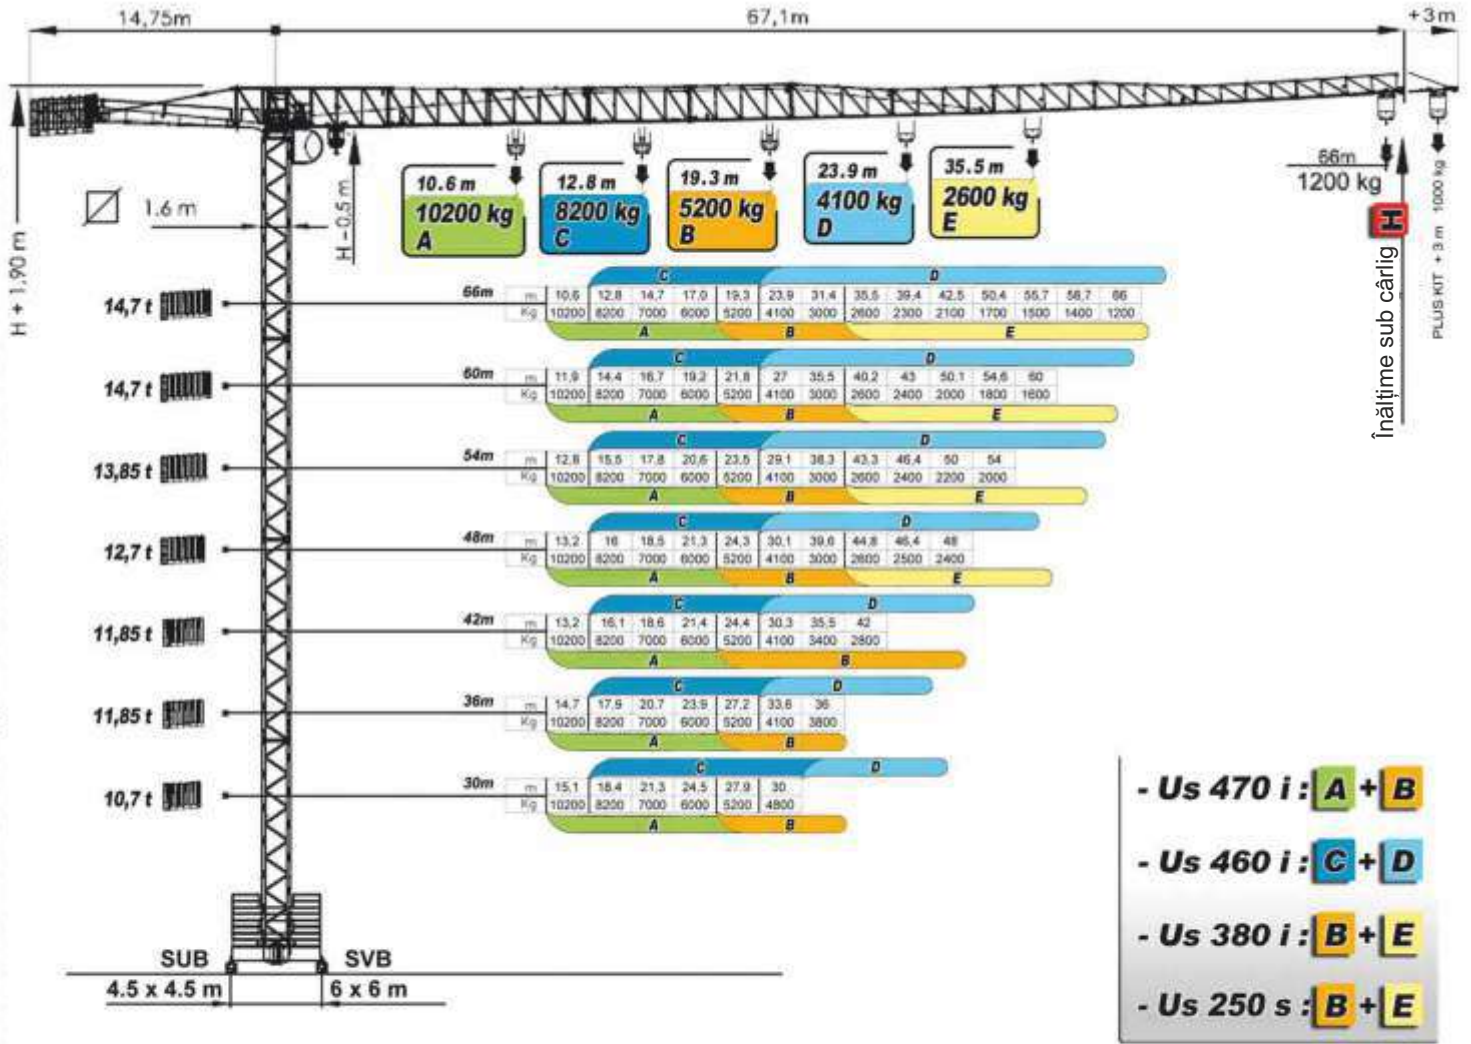 14,75m 67,1m +3m
H + 1,90 m
1.6 m
H - 0,5 m
10.6 m
10200 kg
A
12.8 m
8200 kg
C
19.3 m
5200 kg
B
23.9 m
4100 kg
D
35.5 m
2600 kg
E
66m
1200 kg
H
Înălțime sub cârlig
PLUS KIT + 3 m 1000 kg
C D
14,7 t 66m m 10,6 12,8 14,7 17,0 19,3 23,9 31,4 35,5 39,4 42,5 50,4 55,7 58,7 66
Kg 10200 8200 7000 6000 5200 4100 3000 2600 2300 2100 1700 1500 1400 1200
A B E
C D
14,7 t 60m m 11,9 14,4 16,7 19,2 21,8 27 35,5 40,2 43 50,1 54,6 60
Kg 10200 8200 7000 6000 5200 4100 3000 2600 2400 2000 1800 1600
A B E
C D
13,85 t 54m m 12,8 15,5 17,8 20,6 23,5 29,1 38,3 43,3 46,4 50 54
Kg 10200 8200 7000 6000 5200 4100 3000 2600 2400 2200 2000
A B E
C D
12,7 t 48m m 13,2 16 18,5 21,3 24,3 30,1 39,6 44,8 46,4 48
Kg 10200 8200 7000 6000 5200 4100 3000 2600 2500 2400
A B E
C D
11,85 t 42m m 13,2 16,1 18,6 21,4 24,4 30,3 35,5 42
Kg 10200 8200 7000 6000 5200 4100 3400 2800
A B
C D
11,85 t 36m m 14,7 17,9 20,7 23,9 27,2 33,6 36
Kg 10200 8200 7000 6000 5200 4100 3800
A B
C D
10,7 t 30m m 15,1 18,4 21,3 24,5 27,9 30
Kg 10200 8200 7000 6000 5200 4800
A B
SUB SVB
4.5 x 4.5 m 6 x 6 m
- Us 470 i : A + B
- Us 460 i : C + D
- Us 380 i : B + E
- Us 250 s : B + E